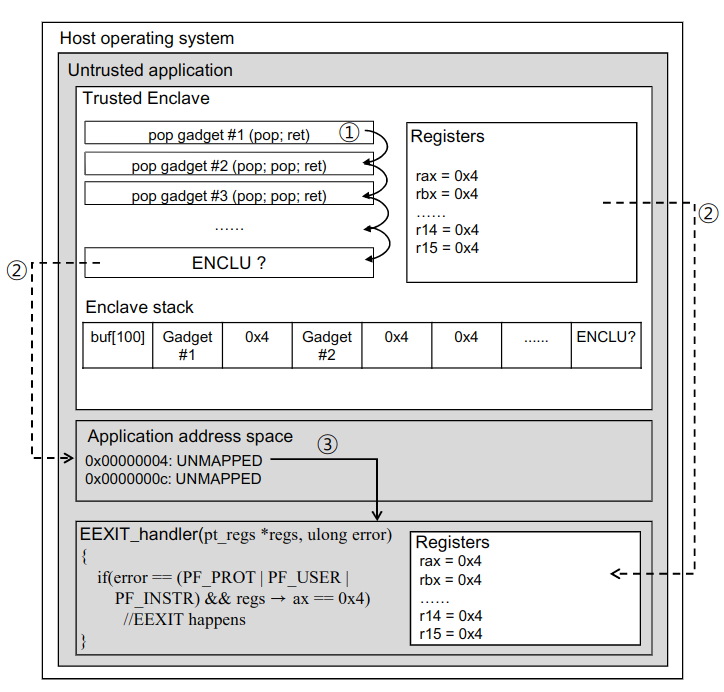 Host operating system
Untrusted application
Trusted Enclave
pop gadget #1 (pop; ret)
①
pop gadget #2 (pop; pop; ret)
pop gadget #3 (pop; pop; ret)
......
ENCLU ?
Registers
rax = 0x4
rbx = 0x4
......
r14 = 0x4
r15 = 0x4
②
②
Enclave stack
buf[100]
Gadget
#1
0x4
Gadget
#2
0x4
0x4
......
ENCLU?
Application address space
③
0x00000004: UNMAPPED
0x0000000c: UNMAPPED
EEXIT_handler(pt_regs *regs, ulong error)
{
if(error == (PF_PROT | PF_USER |
PF_INSTR) && regs → ax == 0x4)
//EEXIT happens
}
Registers
rax = 0x4
rbx = 0x4
......
r14 = 0x4
r15 = 0x4